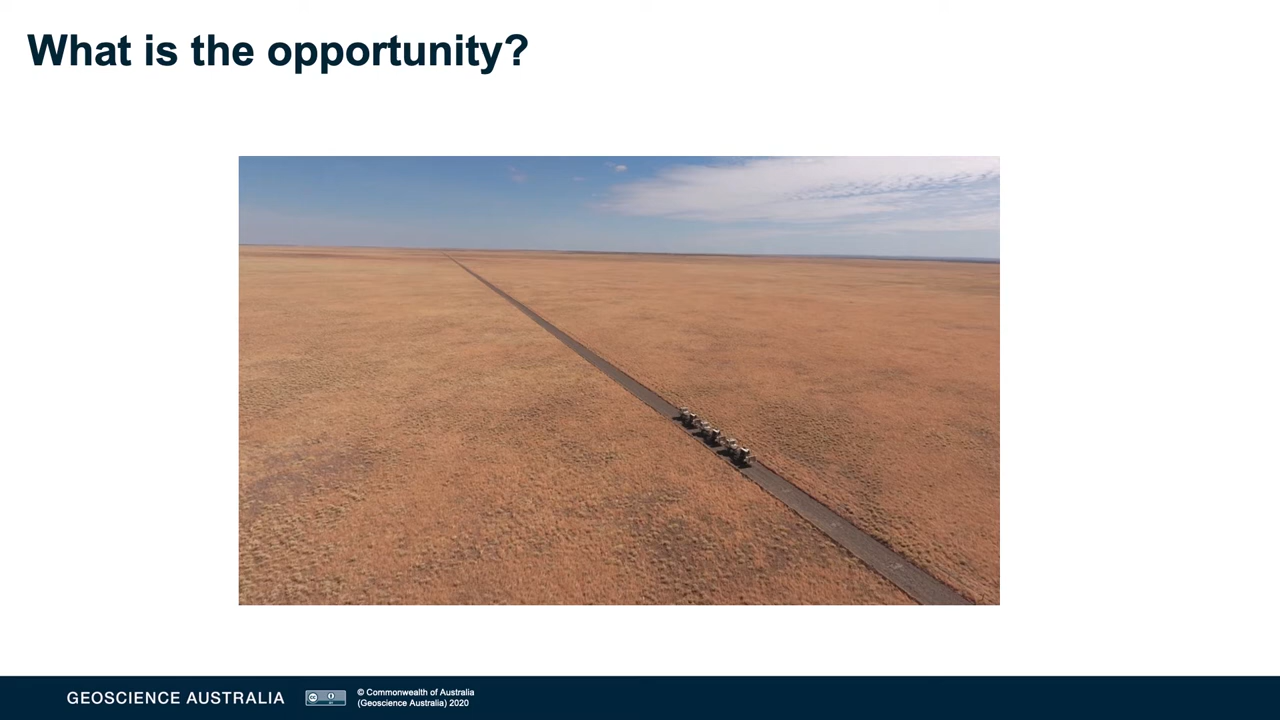 What is the opportunity?
GEOSCIENCE AUSTRALIA
© Commonwealth of Australia
(Geoscience Australia) 2020